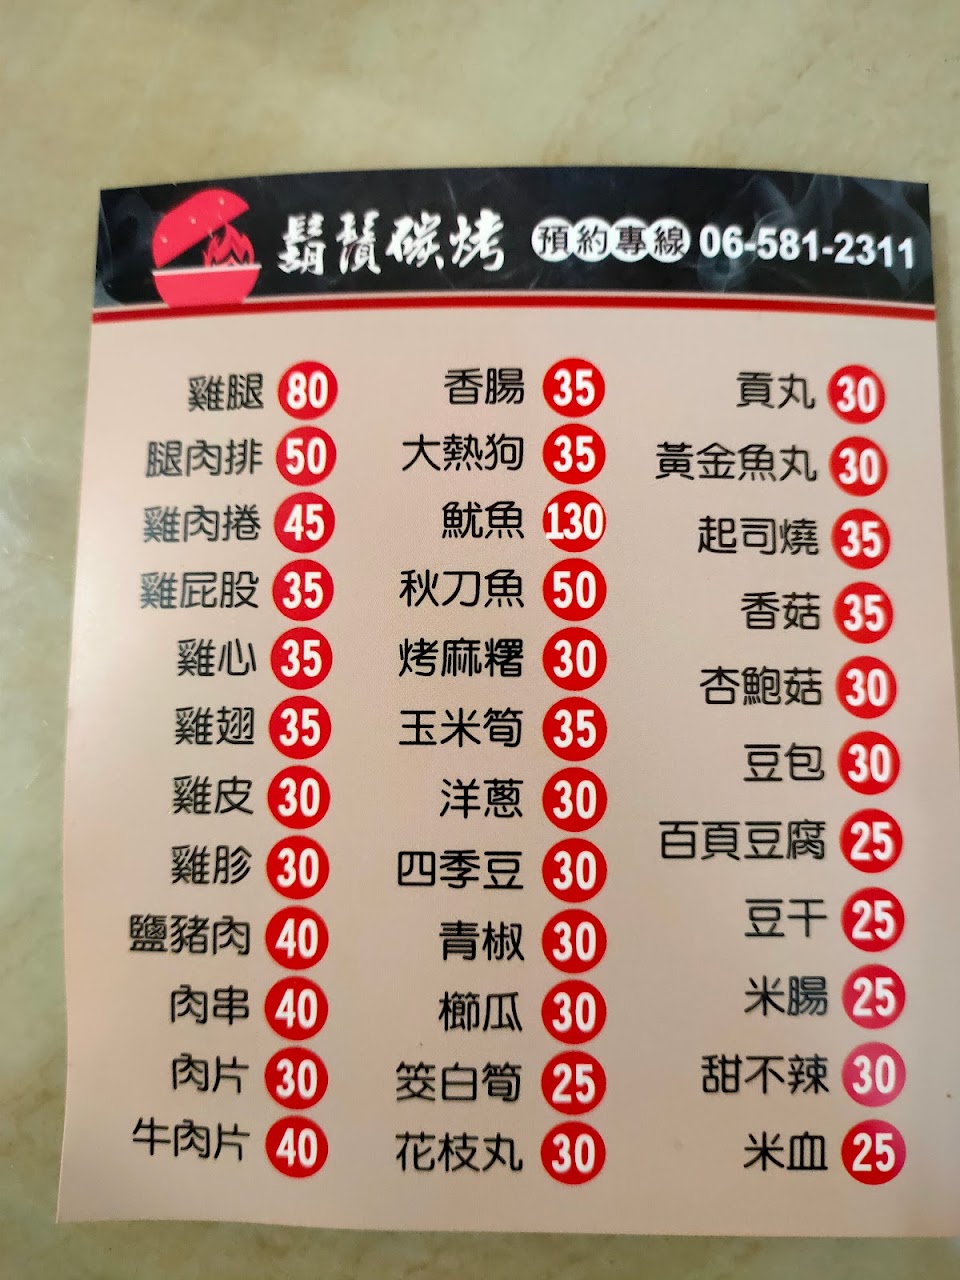 鬍鬚碳烤 預約專線 06-581-2311
雞腿 80
腿肉排 50
雞肉捲 45
雞屁股 35
雞心 35
雞翅 35
雞皮 30
雞胗 30
鹽豬肉 40
肉串 40
肉片 30
牛肉片 40
香腸 35
大熱狗 35
魷魚 130
秋刀魚 50
烤麻糬 30
玉米筍 35
洋蔥 30
四季豆 30
青椒 30
櫛瓜 30
筊白筍 25
花枝丸 30
貢丸 30
黃金魚丸 30
起司燒 35
香菇 35
杏鮑菇 30
豆包 30
百頁豆腐 25
豆干 25
米腸 25
甜不辣 30
米血 25